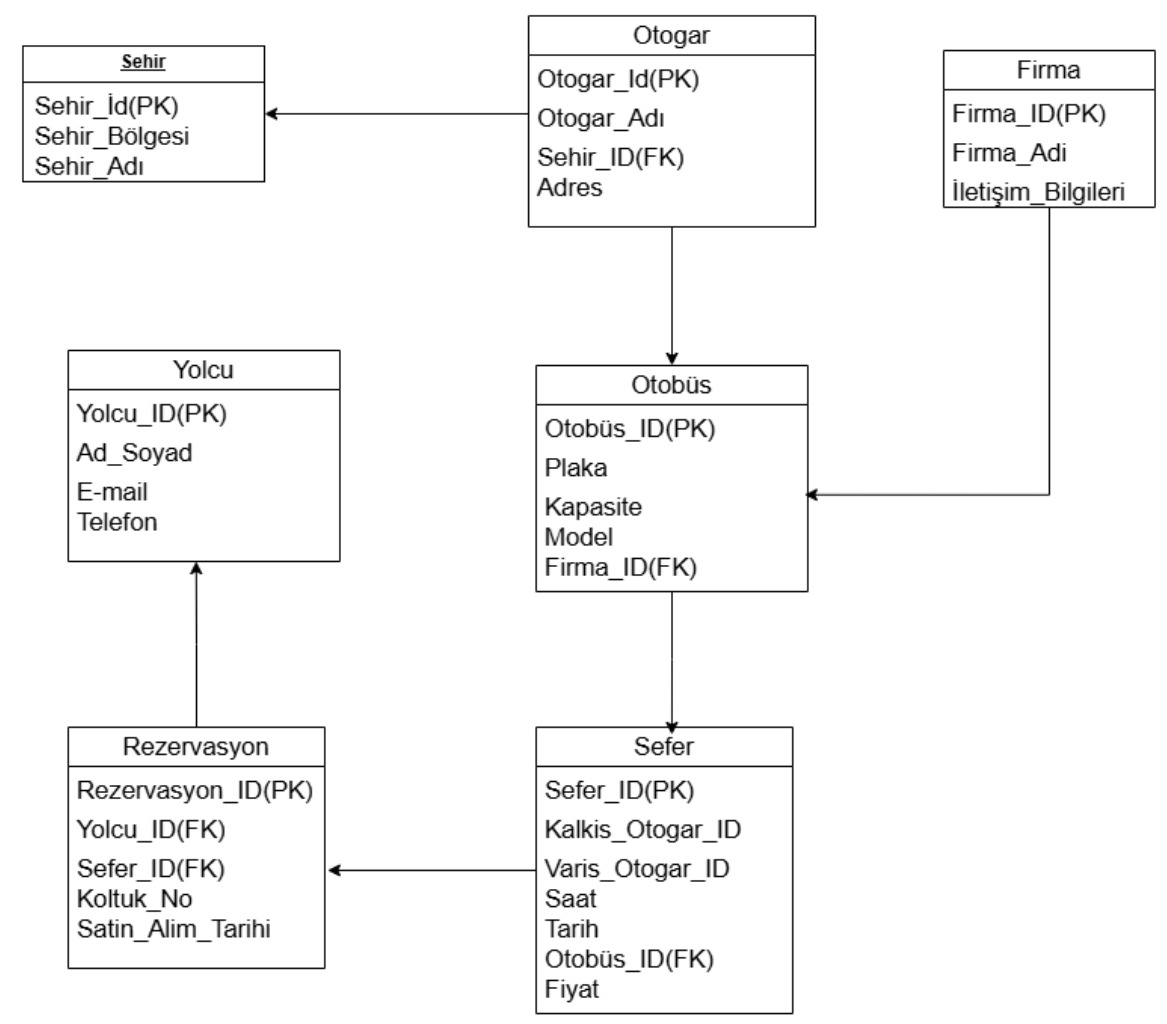 Sehir
Sehir_İd(PK)
Sehir_Bölgesi
Sehir_Adı
Otogar
Otogar_Id(PK)
Otogar_Adı
Sehir_ID(FK)
Adres
Firma
Firma_ID(PK)
Firma_Adi
İletişim_Bilgileri
Yolcu
Yolcu_ID(PK)
Ad_Soyad
E-mail
Telefon
Otobüs
Otobüs_ID(PK)
Plaka
Kapasite
Model
Firma_ID(FK)
Rezervasyon
Rezervasyon_ID(PK)
Yolcu_ID(FK)
Sefer_ID(FK)
Koltuk_No
Satin_Alim_Tarihi
Sefer
Sefer_ID(PK)
Kalkis_Otogar_ID
Varis_Otogar_ID
Saat
Tarih
Otobüs_ID(FK)
Fiyat